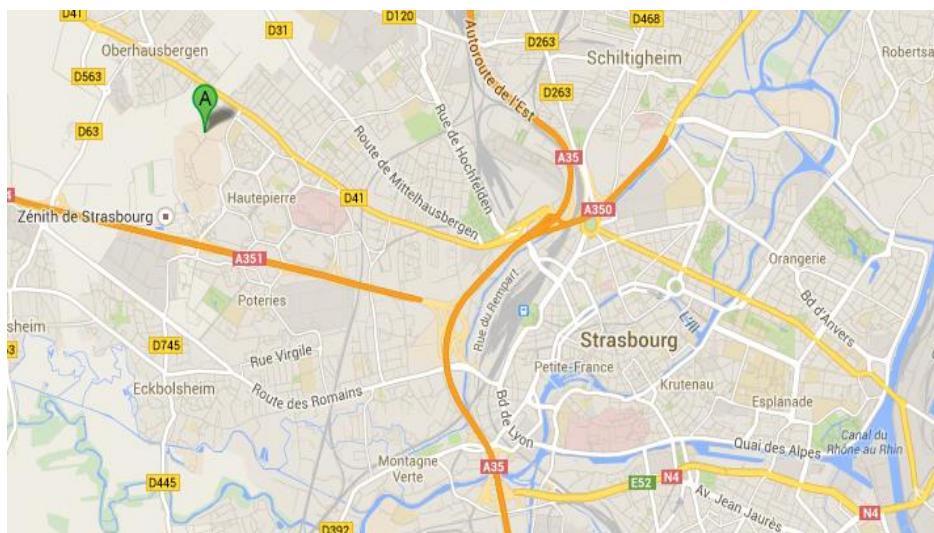 D41
D120
D468
Oberhausbergen
D31
D263
Schiltigheim
Robertsa
D563
Autoroute de l'Est
D263
A
D63
Rue de Hochfelden
Route de Mittelhausbergen
A35
4
Hautepierre
D41
A350
Zénith de Strasbourg
A351
Orangerie
Poteries
Rue du Rempart
L'Ill
Bd d'Anvers
sheim
D745
Rue Virgile
Strasbourg
63
Petite-France
Eckbolsheim
Route des Romains
Krutenau
Bd de Lyon
Esplanade
Quai des Alpes
Canal du
Rhône au Rhin
Montagne
Verte
A35
D445
E52
N4
Av. Jean Jaurès
N4
D392